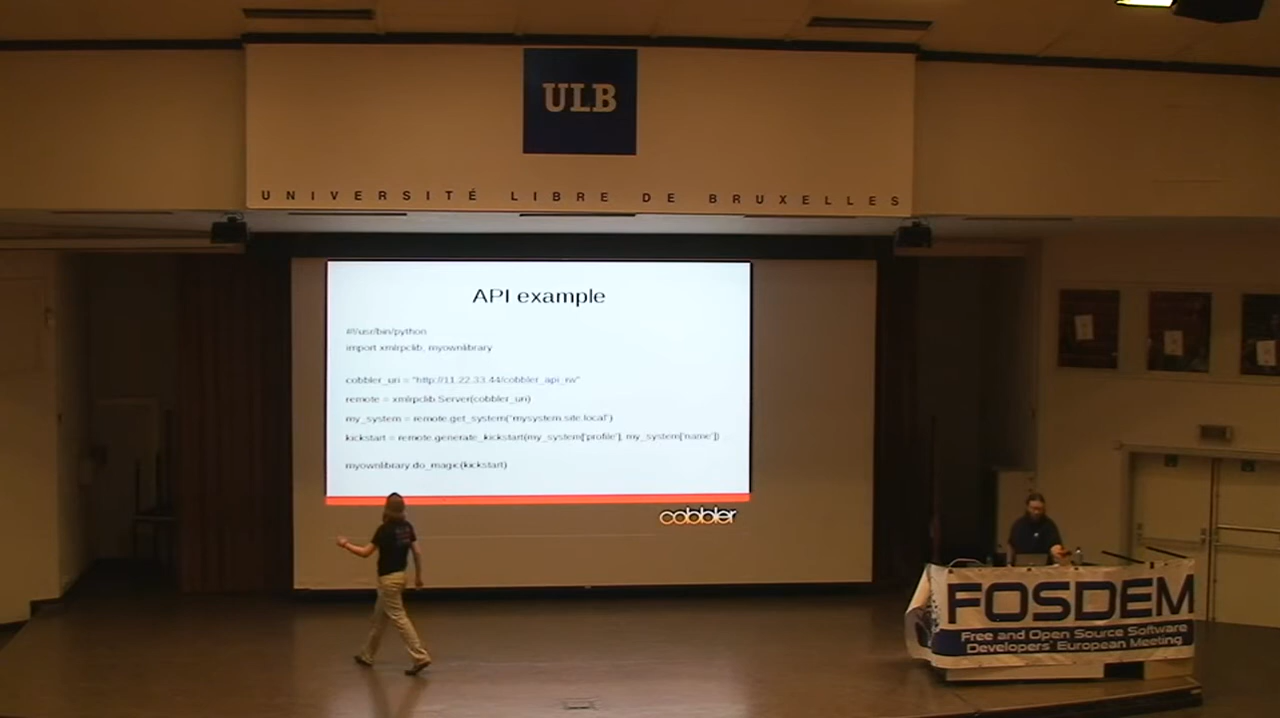 ULB
UNIVERSITÉ LIBRE DE BRUXELLES
API example
#!/usr/bin/python
import xmlrpclib, myownlibrary
cobbler_uri = "http://11.22.33.44/cobbler_api_rw"
remote = xmlrpclib.Server(cobbler_uri)
my_system = remote.get_system("mysystem.site.local")
kickstart = remote.generate_kickstart(my_system['profile'], my_system['name'])
myownlibrary.do_magic(kickstart)
cobbler
FOSDEM
Free and Open Source Software
Developers' European Meeting